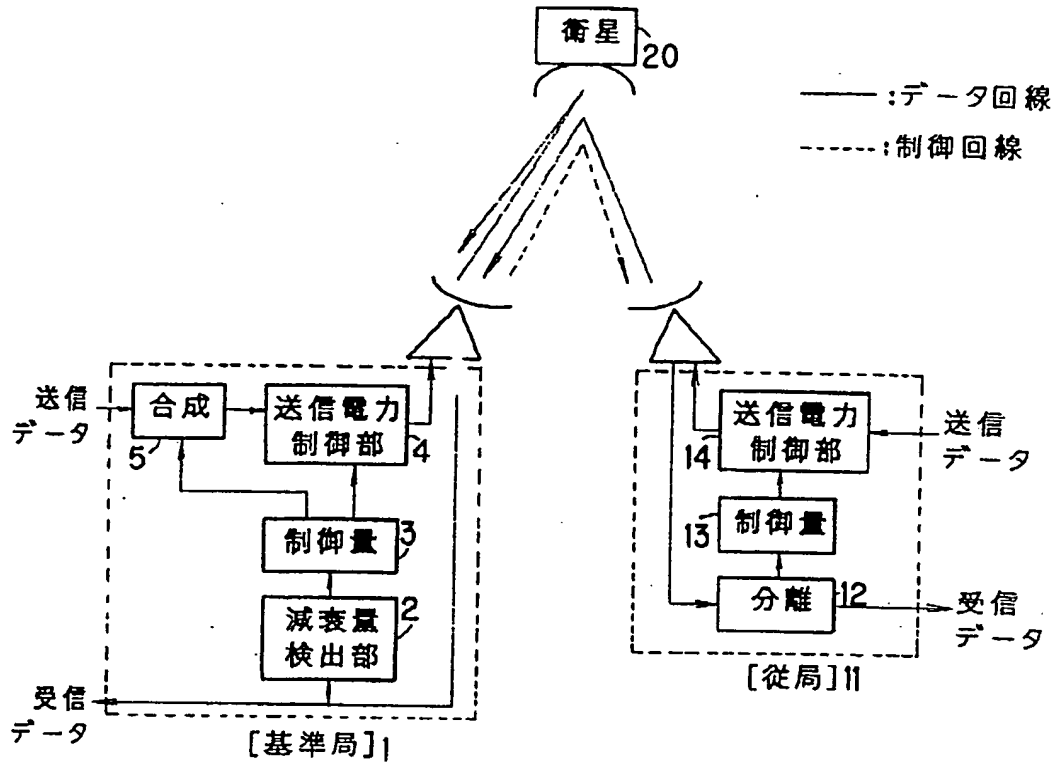 衛星
20
——:データ回線
-----:制御回線
送信
データ
合成
5
送信電力
制御部
4
制御量
3
減衰量
検出部
2
受信
データ
[基準局]1
送信電力
制御部
14
送信
データ
制御量
13
分離
12
受信
データ
[従局]11